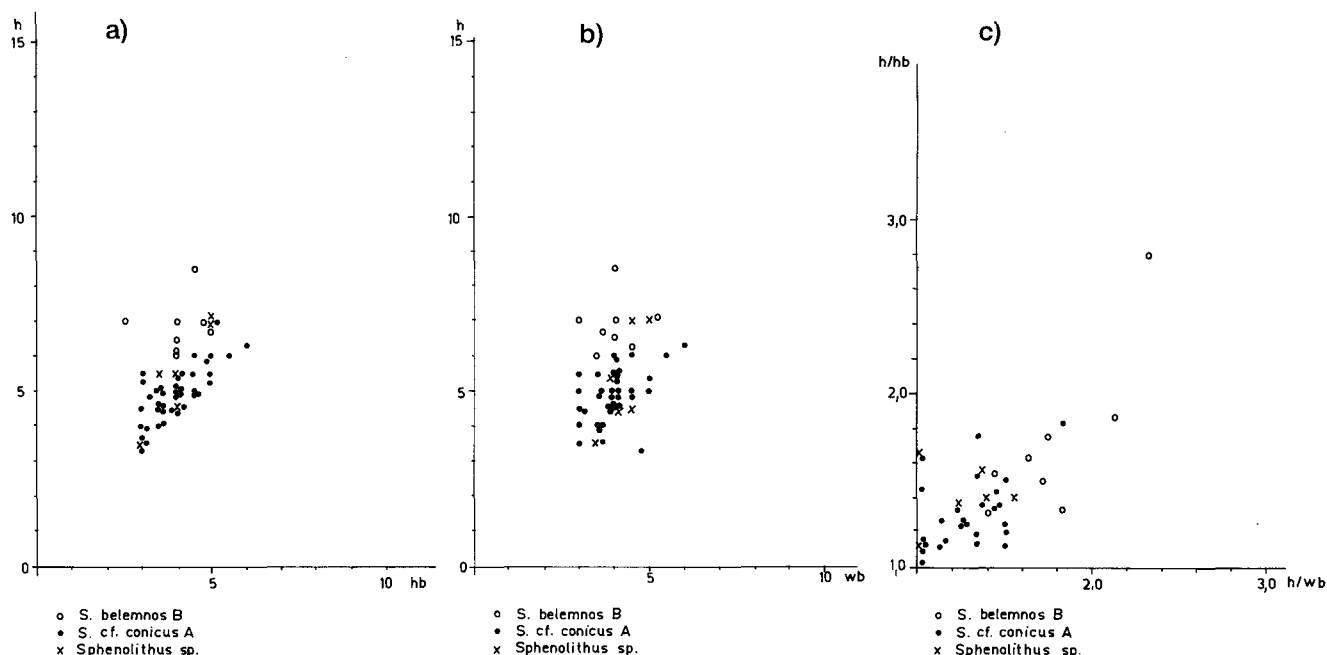 a)
h
15
10
5
0
5
10
hb
o S. belemnos B
• S. cf. conicus A
x Sphenolithus sp.
b)
h
15
10
5
0
5
10
wb
o S. belemnos B
• S. cf. conicus A
x Sphenolithus sp.
c)
h/hb
3,0
2,0
1,0
2,0
3,0
h/wb
o S. belemnos B
• S. cf. conicus A
x Sphenolithus sp.